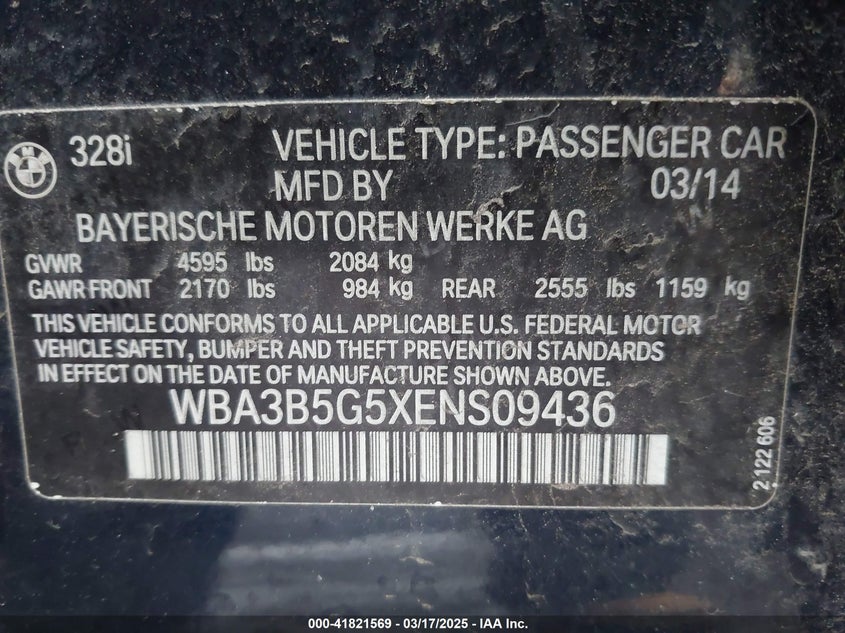 328i VEHICLE TYPE: PASSENGER CAR
MFD BY 03/14
BAYERISCHE MOTOREN WERKE AG
GVWR 4595 lbs 2084 kg
GAWR FRONT 2170 lbs 984 kg REAR 2555 lbs 1159 kg
THIS VEHICLE CONFORMS TO ALL APPLICABLE U.S. FEDERAL MOTOR
VEHICLE SAFETY, BUMPER AND THEFT PREVENTION STANDARDS
IN EFFECT ON THE DATE OF MANUFACTURE SHOWN ABOVE.
WBA3B5G5XENS09436
2 122 606
000-41821569 — 03/17/2025 — IAA Inc.